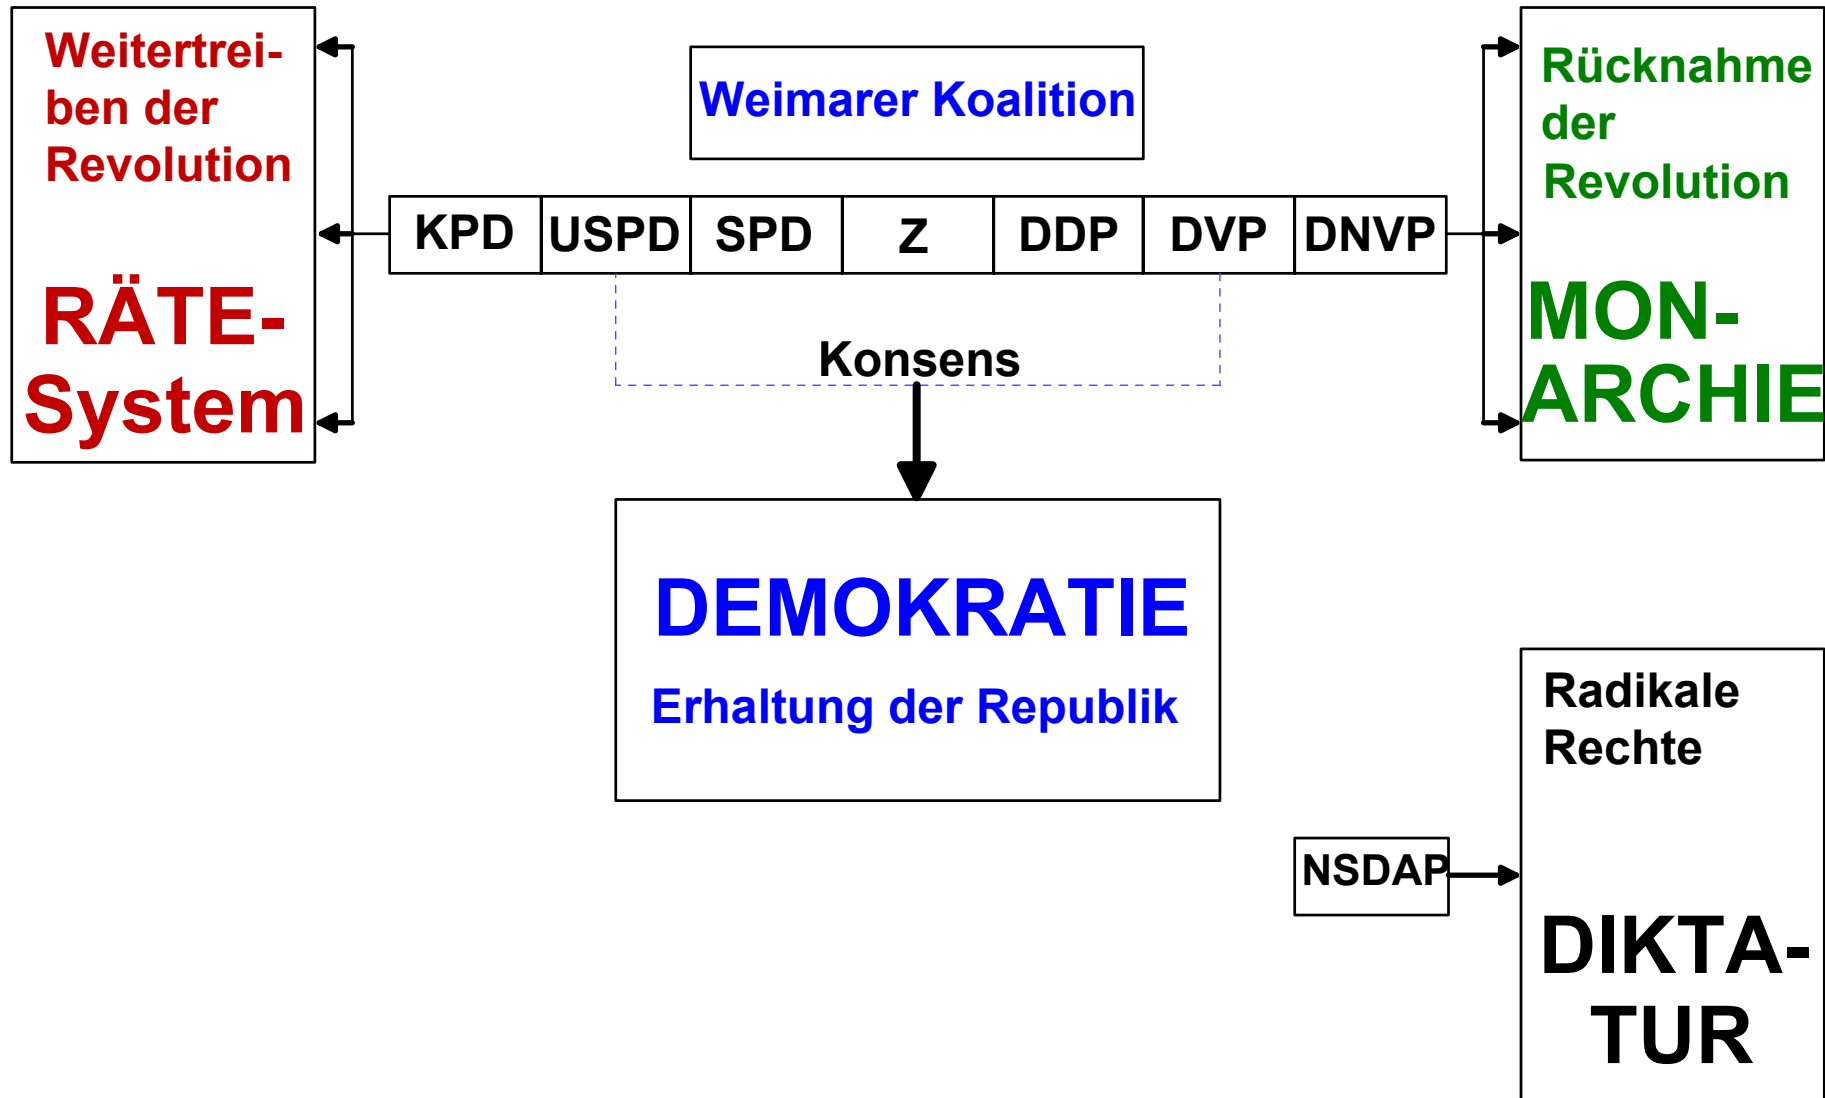 Weitertrei-
ben der
Revolution
RÄTE-
System
Weimarer Koalition
KPD USPD SPD Z DDP DVP DNVP
Konsens
DEMOKRATIE
Erhaltung der Republik
Rücknahme
der
Revolution
MON-
ARCHIE
NSDAP
Radikale
Rechte
DIKTA-
TUR